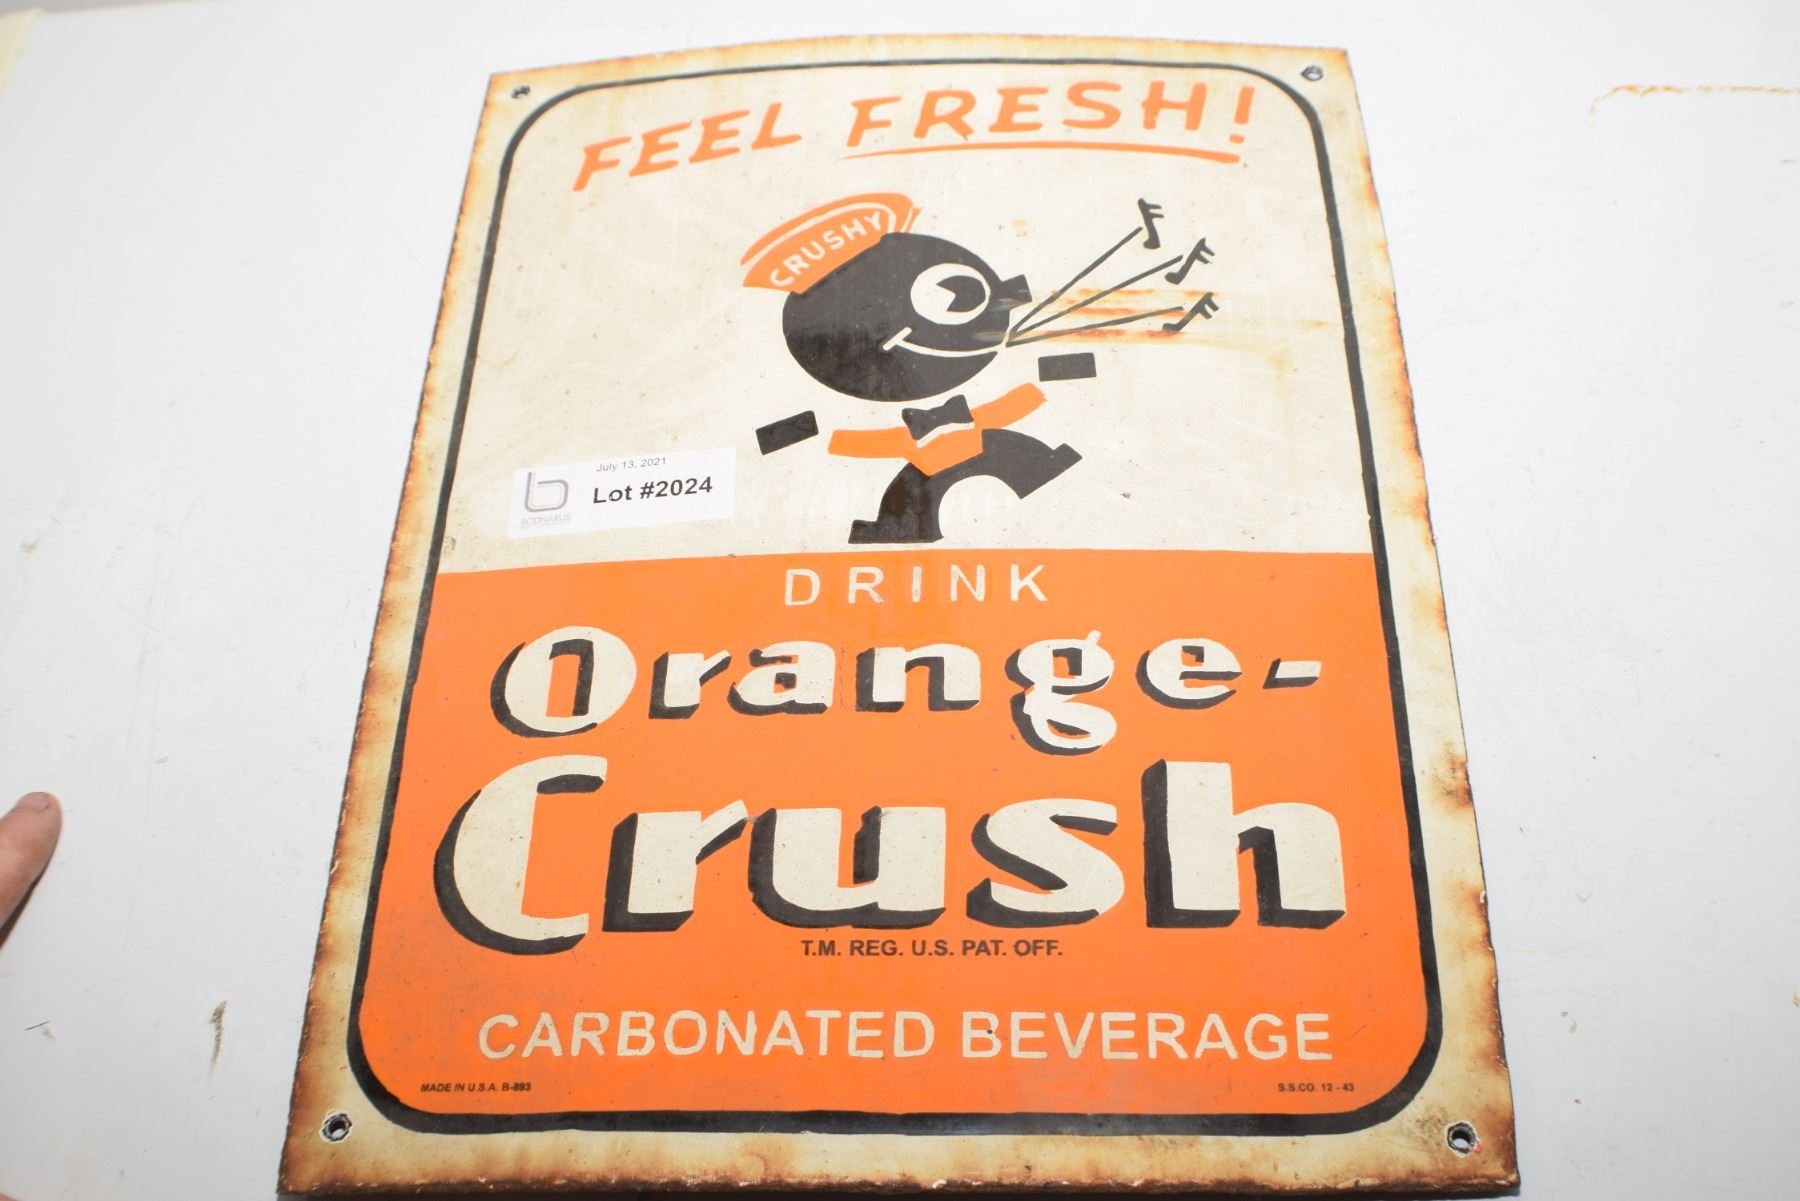 FEEL FRESH!
CRUSHY
July 13, 2021
Lot #2024
BODNARUS
DRINK
Orange-
Crush
T.M. REG. U.S. PAT. OFF.
CARBONATED BEVERAGE
MADE IN U.S.A. B-893
S.S.CO. 12 - 43